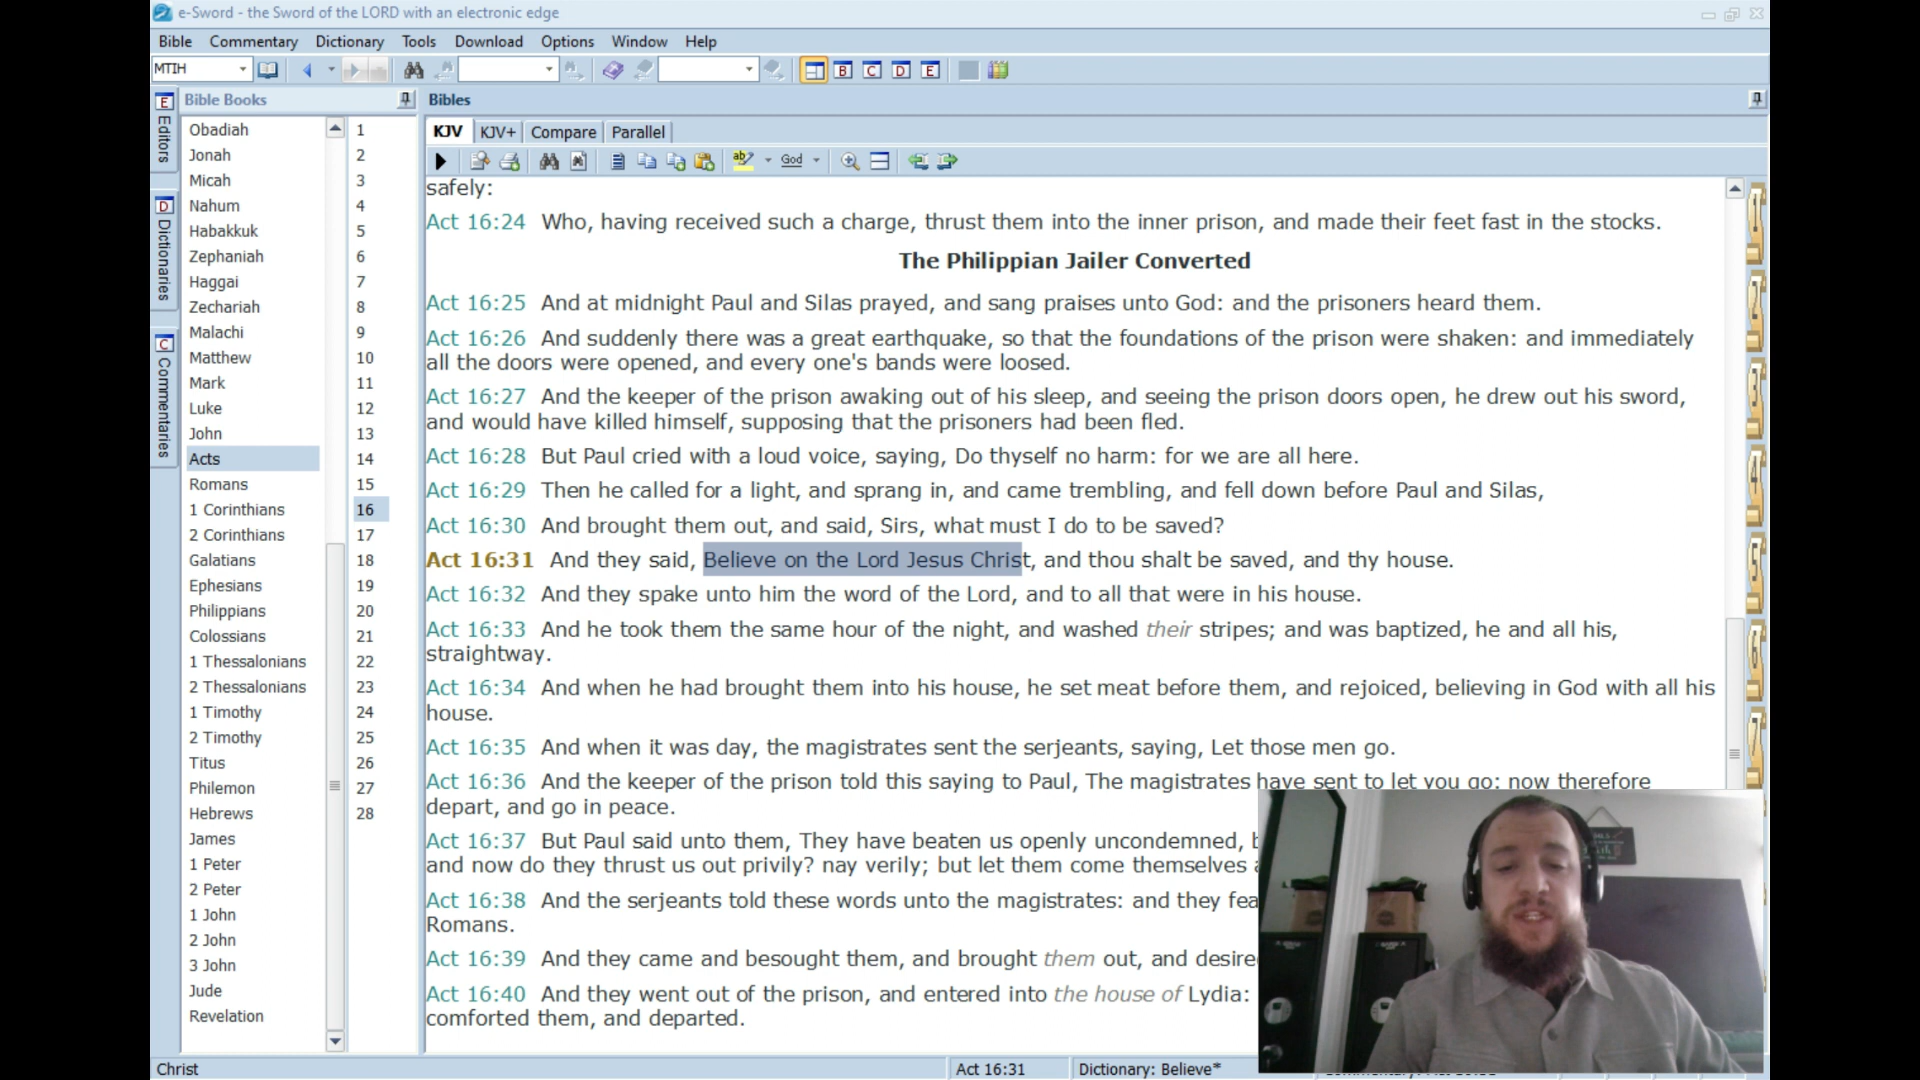 e-Sword - the Sword of the LORD with an electronic edge
Bible Commentary Dictionary Tools Download Options Window Help
MTIH
B C D E
E Editors
D Dictionaries
C Commentaries
Bible Books
Obadiah
Jonah
Micah
Nahum
Habakkuk
Zephaniah
Haggai
Zechariah
Malachi
Matthew
Mark
Luke
John
Acts
Romans
1 Corinthians
2 Corinthians
Galatians
Ephesians
Philippians
Colossians
1 Thessalonians
2 Thessalonians
1 Timothy
2 Timothy
Titus
Philemon
Hebrews
James
1 Peter
2 Peter
1 John
2 John
3 John
Jude
Revelation
1
2
3
4
5
6
7
8
9
10
11
12
13
14
15
16
17
18
19
20
21
22
23
24
25
26
27
28
Bibles
KJV KJV+ Compare Parallel
ab God
safely:
Act 16:24 Who, having received such a charge, thrust them into the inner prison, and made their feet fast in the stocks.
The Philippian Jailer Converted
Act 16:25 And at midnight Paul and Silas prayed, and sang praises unto God: and the prisoners heard them.
Act 16:26 And suddenly there was a great earthquake, so that the foundations of the prison were shaken: and immediately
all the doors were opened, and every one's bands were loosed.
Act 16:27 And the keeper of the prison awaking out of his sleep, and seeing the prison doors open, he drew out his sword,
and would have killed himself, supposing that the prisoners had been fled.
Act 16:28 But Paul cried with a loud voice, saying, Do thyself no harm: for we are all here.
Act 16:29 Then he called for a light, and sprang in, and came trembling, and fell down before Paul and Silas,
Act 16:30 And brought them out, and said, Sirs, what must I do to be saved?
Act 16:31 And they said, Believe on the Lord Jesus Christ, and thou shalt be saved, and thy house.
Act 16:32 And they spake unto him the word of the Lord, and to all that were in his house.
Act 16:33 And he took them the same hour of the night, and washed their stripes; and was baptized, he and all his,
straightway.
Act 16:34 And when he had brought them into his house, he set meat before them, and rejoiced, believing in God with all his
house.
Act 16:35 And when it was day, the magistrates sent the serjeants, saying, Let those men go.
Act 16:36 And the keeper of the prison told this saying to Paul, The magistrates have sent to let you go: now therefore
depart, and go in peace.
Act 16:37 But Paul said unto them, They have beaten us openly uncondemned,
and now do they thrust us out privily? nay verily; but let them come themselves
Act 16:38 And the serjeants told these words unto the magistrates: and they
Romans.
Act 16:39 And they came and besought them, and brought them out, and
Act 16:40 And they went out of the prison, and entered into the house of Lydia:
comforted them, and departed.
1
2
3
4
5
6
7
Christ
Act 16:31
Dictionary: Believe*